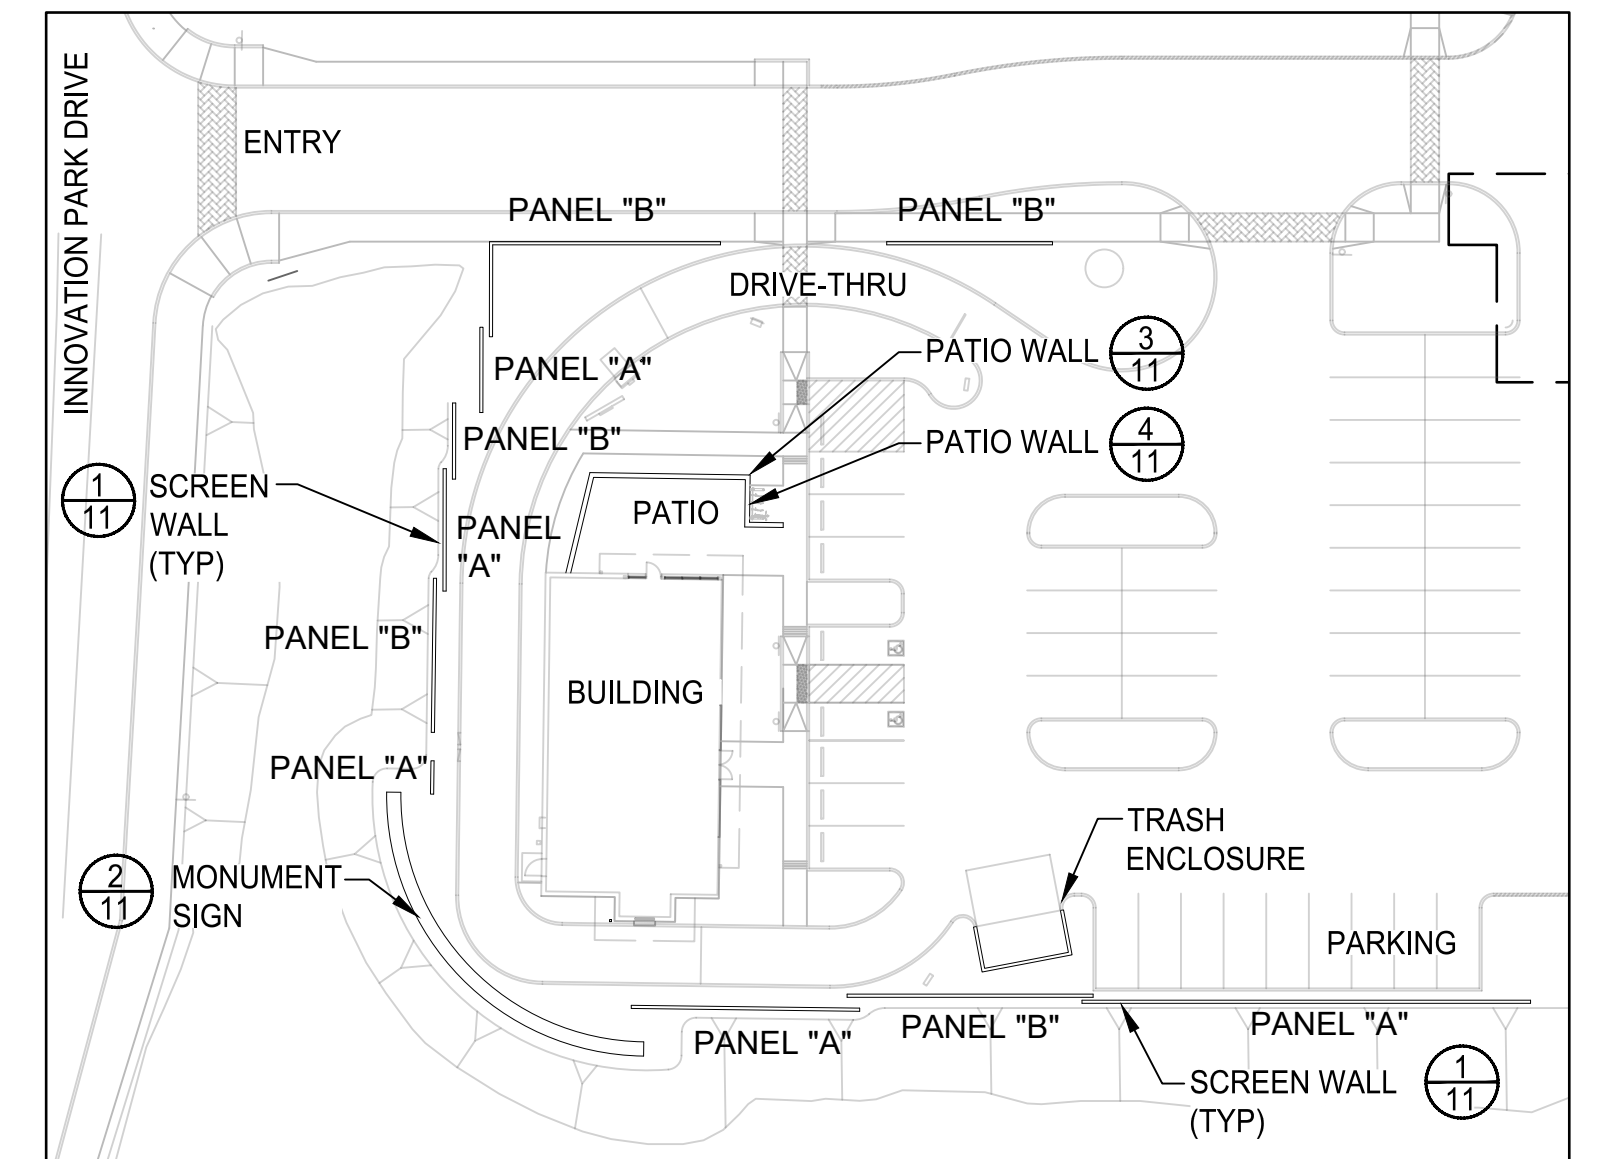 INNOVATION PARK DRIVE
ENTRY
PANEL "B"
PANEL "B"
DRIVE-THRU
PANEL "A"
PATIO WALL
3
11
PANEL "B"
PATIO WALL
4
11
1
11
SCREEN
WALL
(TYP)
PANEL
"A"
PATIO
PANEL "B"
BUILDING
PANEL "A"
TRASH
ENCLOSURE
2
11
MONUMENT
SIGN
PARKING
PANEL "A"
PANEL "B"
PANEL "A"
SCREEN WALL
(TYP)
1
11